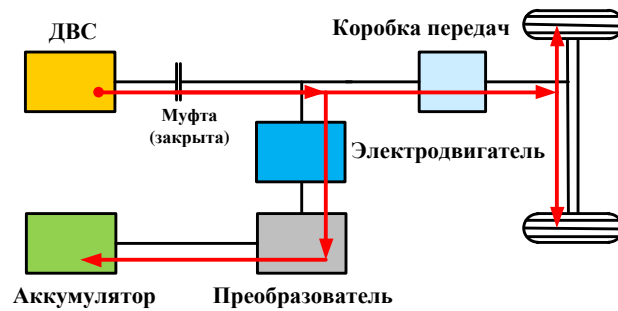 ДВС
Коробка передач
Муфта
(закрыта)
Электродвигатель
Аккумулятор
Преобразователь